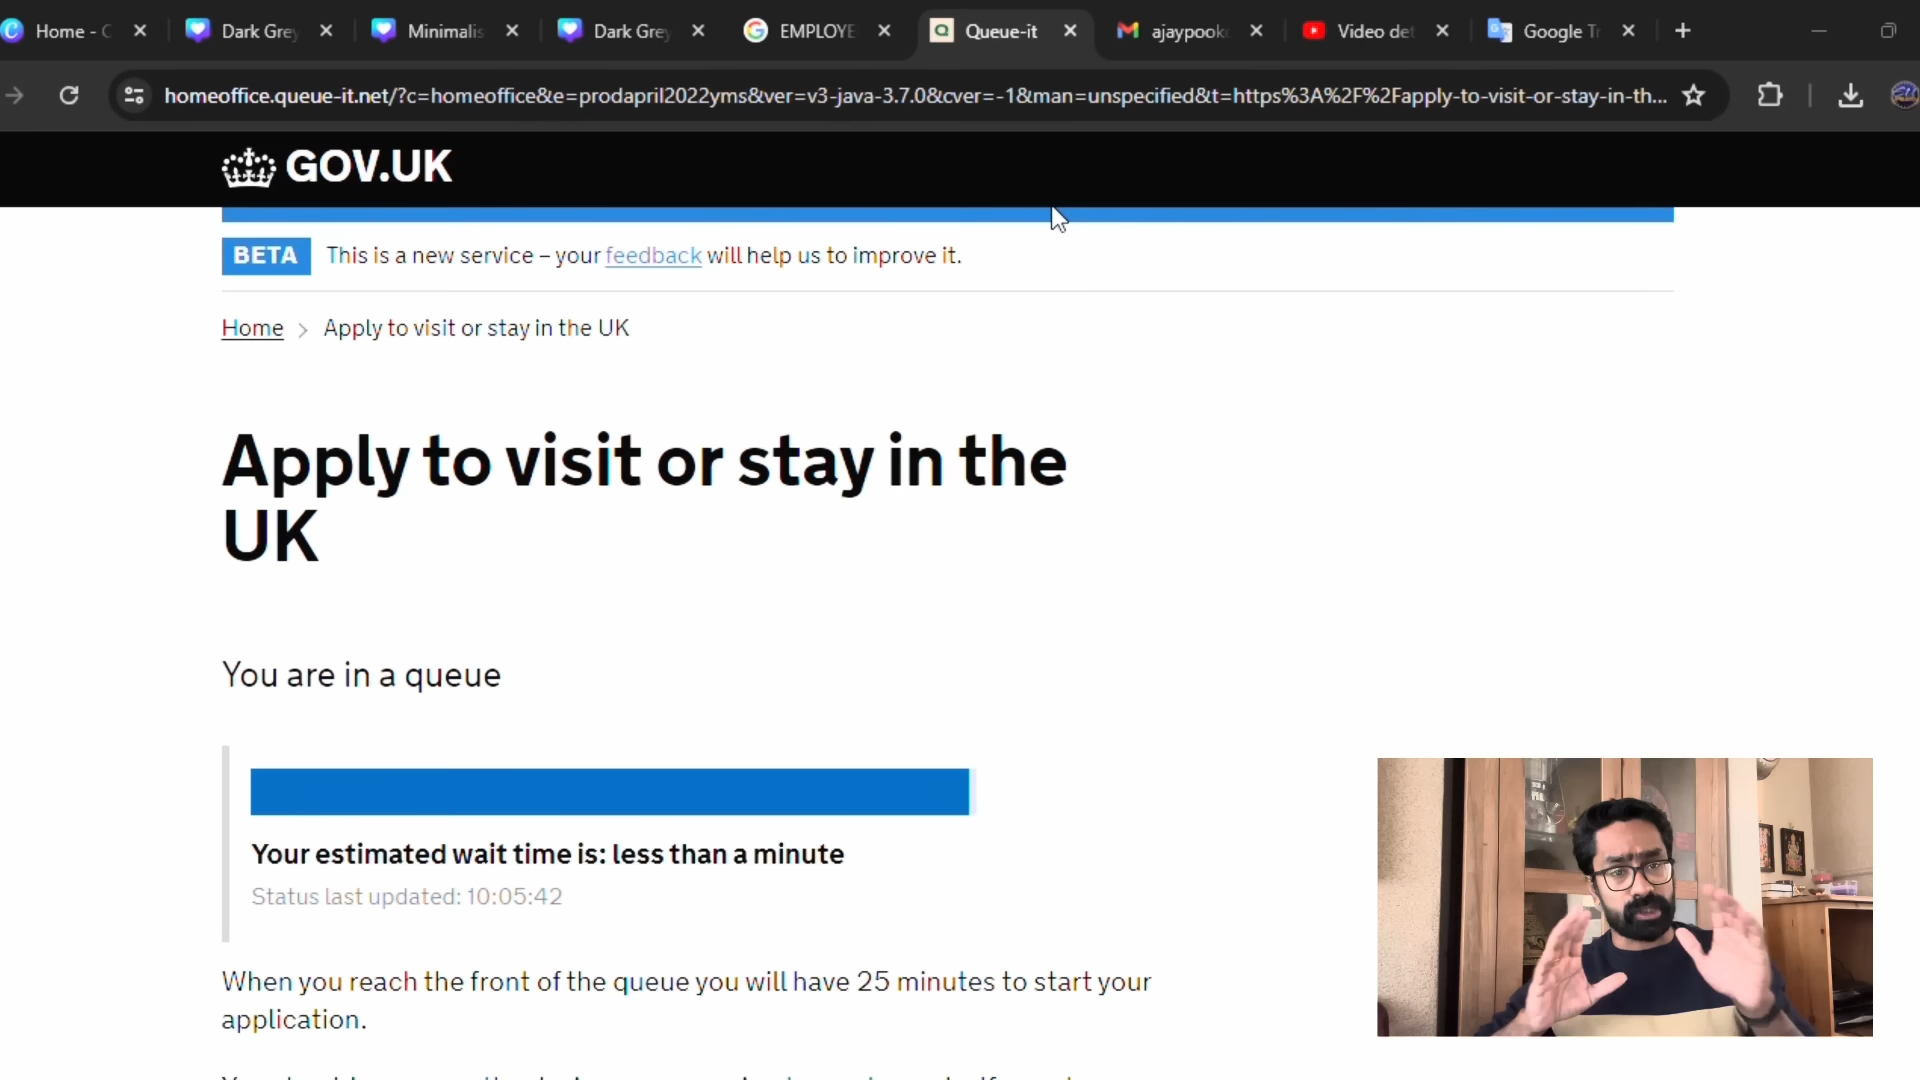 Home - C
Dark Grey
Minimalis
Dark Grey
EMPLOYE
Queue-it
ajaypook
Video det
Google Tr
homeoffice.queue-it.net/?c=homeoffice&e=prodapril2022yms&ver=v3-java-3.7.0&cver=-1&man=unspecified&t=https%3A%2F%2Fapply-to-visit-or-stay-in-th...
GOV.UK
BETA This is a new service – your feedback will help us to improve it.
Home > Apply to visit or stay in the UK
Apply to visit or stay in the
UK
You are in a queue
Your estimated wait time is: less than a minute
Status last updated: 10:05:42
When you reach the front of the queue you will have 25 minutes to start your
application.